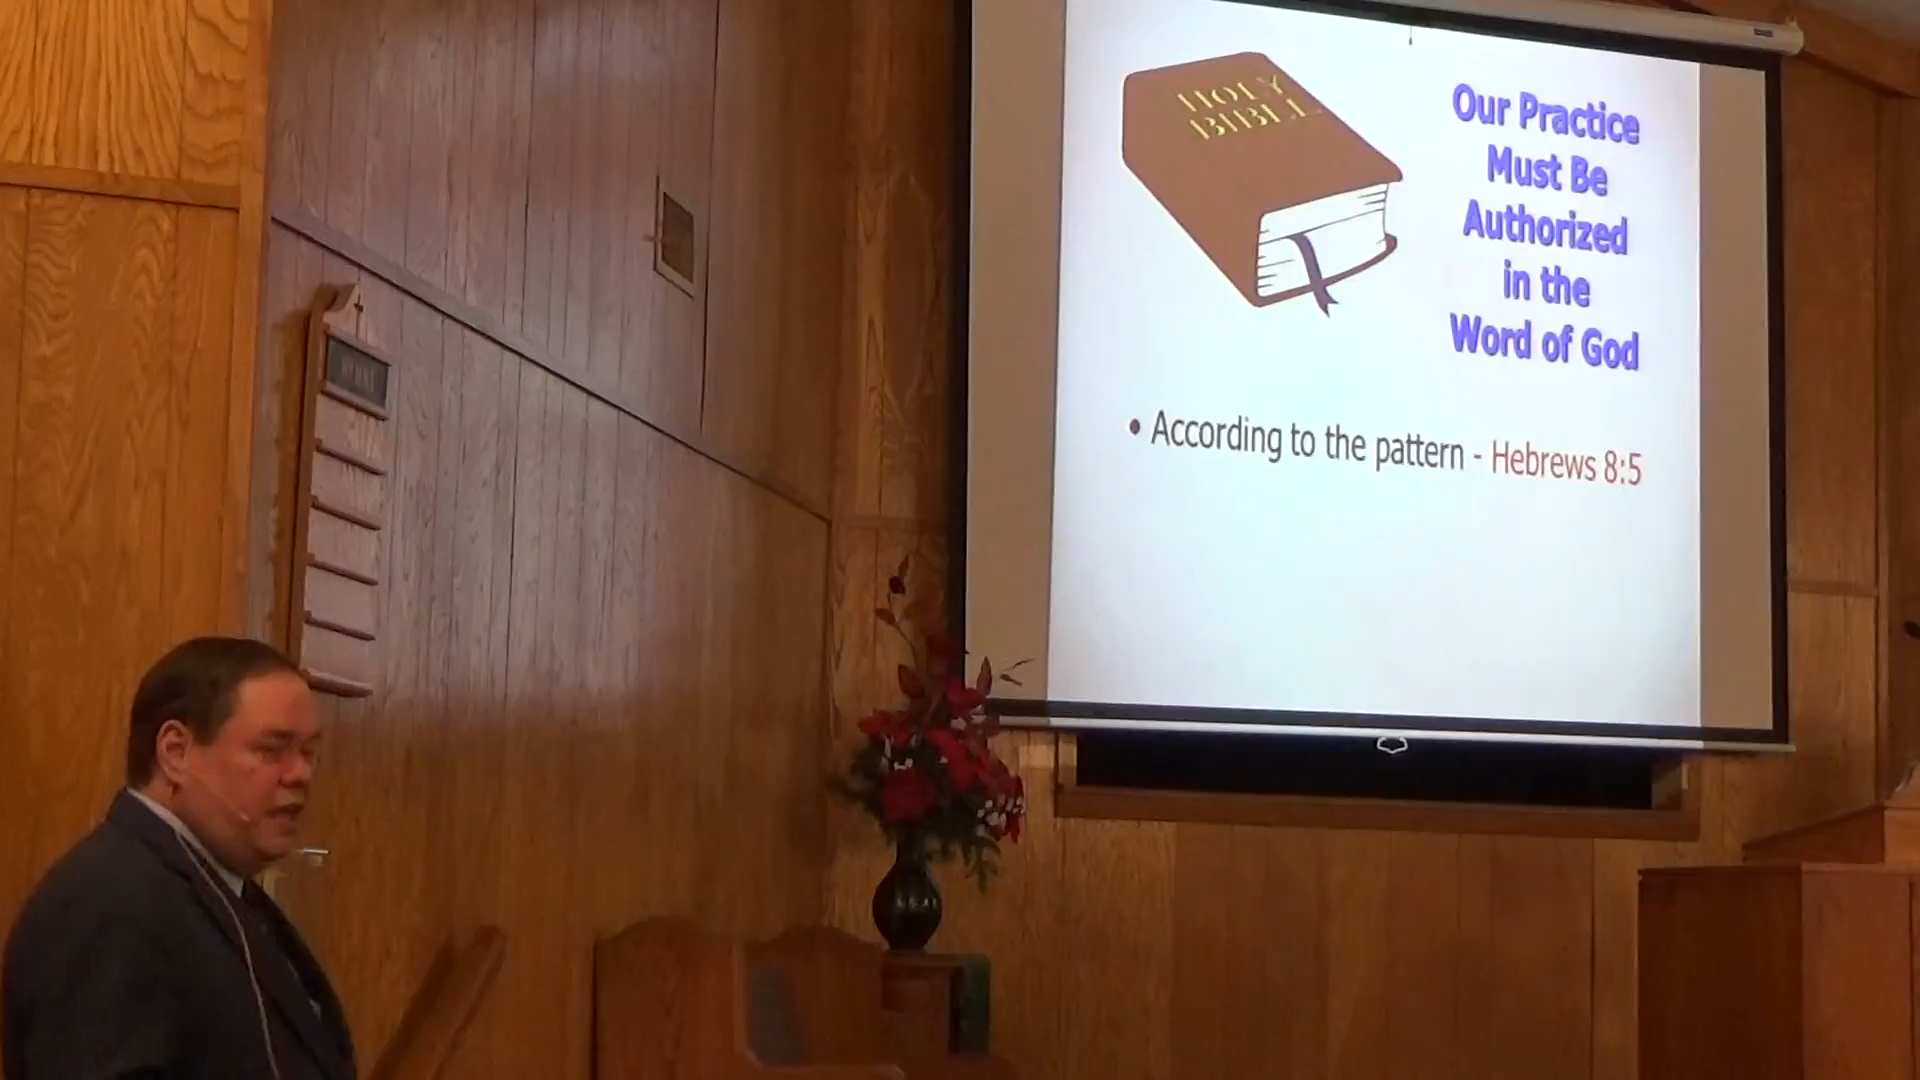 HOLY
BIBLE
Our Practice
Must Be
Authorized
in the
Word of God
• According to the pattern - Hebrews 8:5